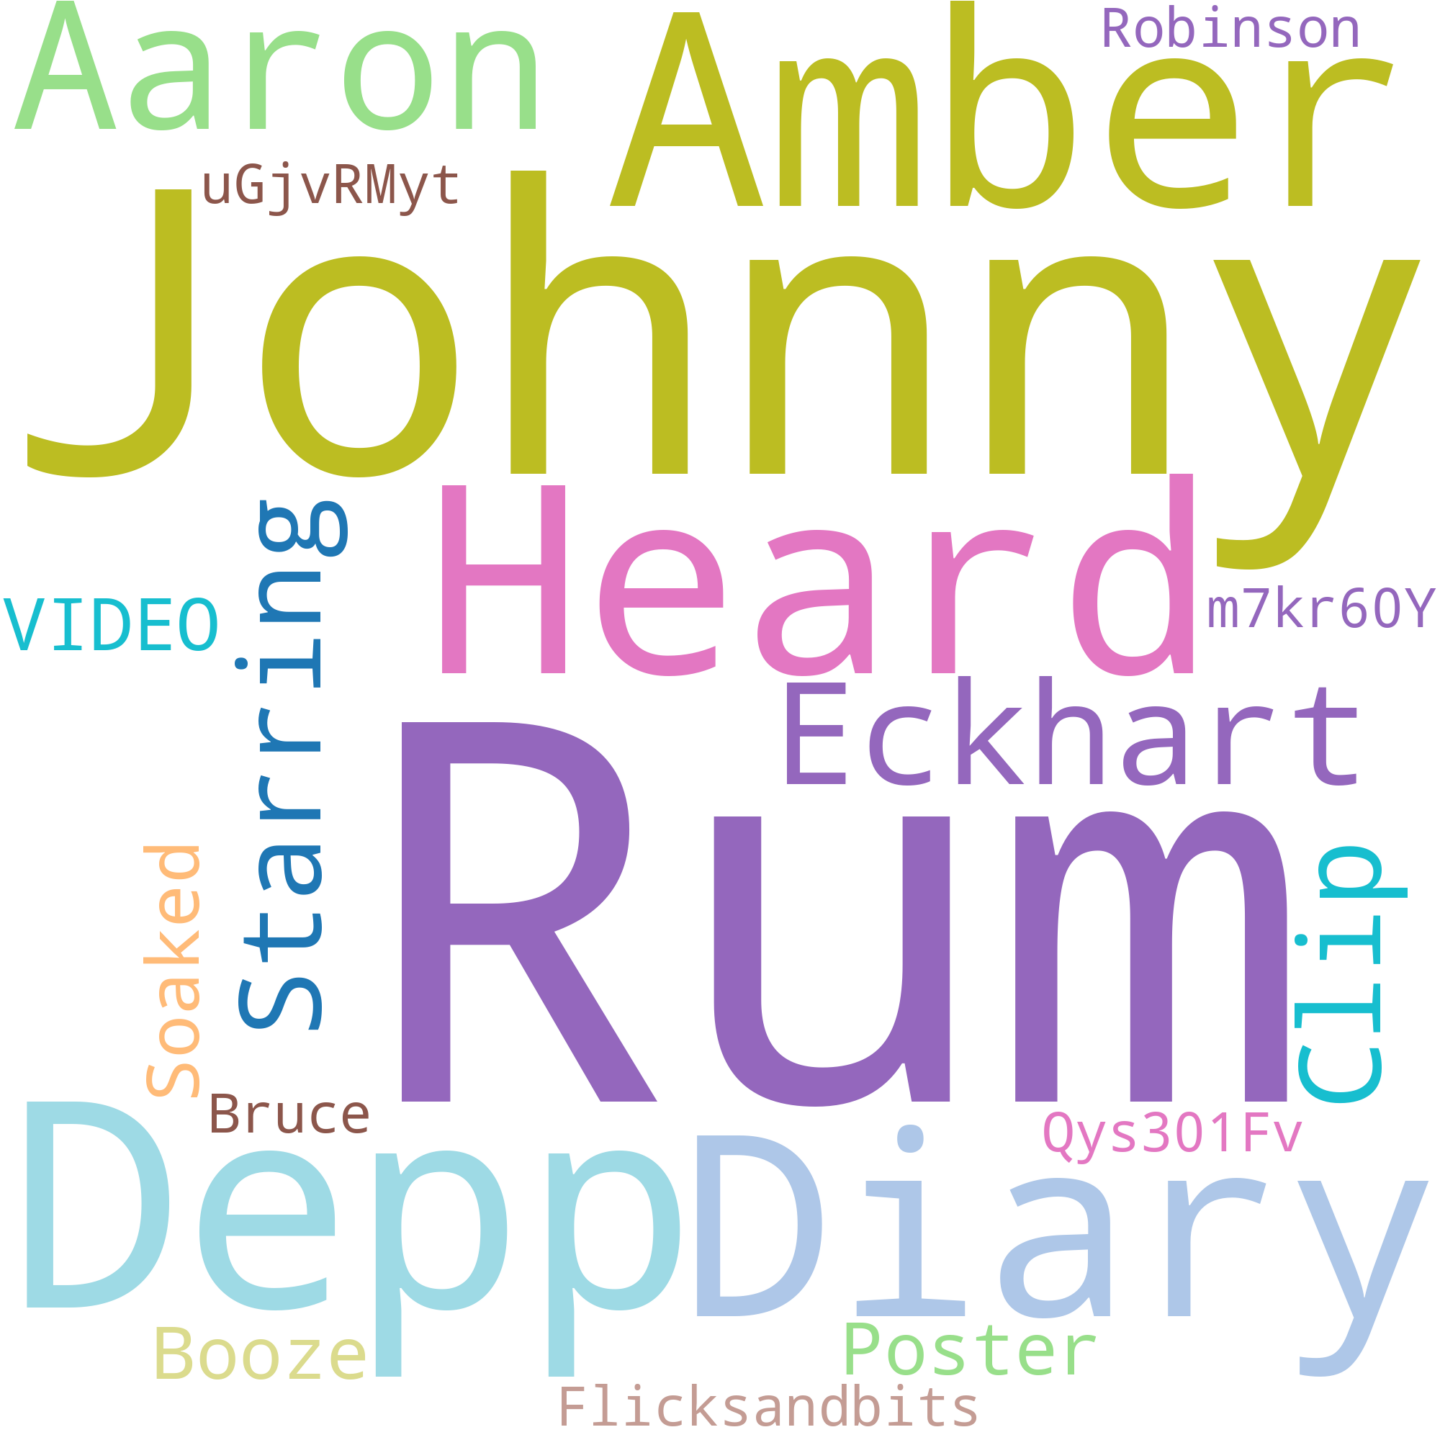 Aaron
Amber
Robinson
uGjvRMyt
Johnny
Starring
Heard
VIDEO
m7kr60Y
Eckhart
Rum
Soaked
Clip
Bruce
Depp
Diary
Qys301Fv
Booze
Poster
Flicksandbits